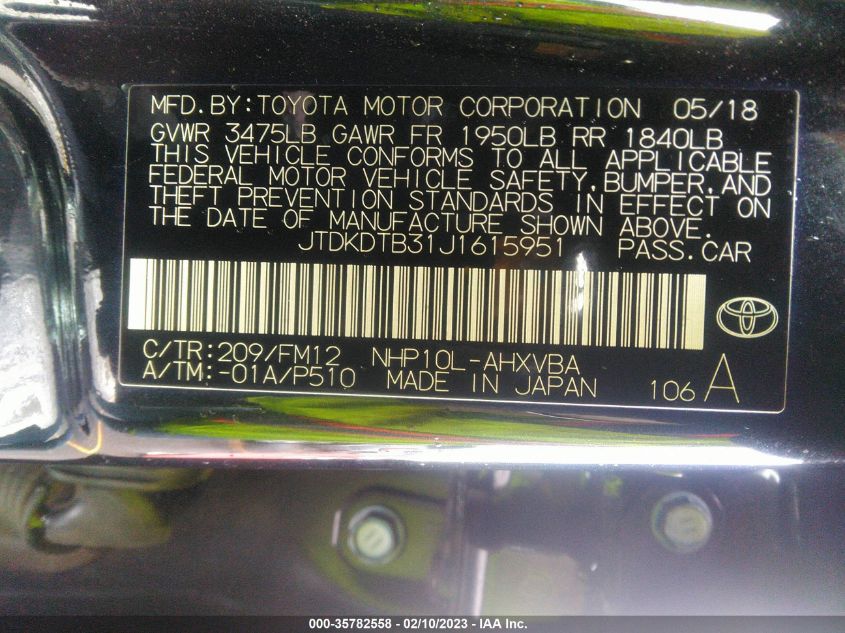 MFD.BY:TOYOTA MOTOR CORPORATION 05/18
GVWR 3475LB GAWR FR 1950LB RR 1840LB
THIS VEHICLE CONFORMS TO ALL APPLICABLE
FEDERAL MOTOR VEHICLE SAFETY,BUMPER,AND
THEFT PREVENTION STANDARDS IN EFFECT ON
THE DATE OF MANUFACTURE SHOWN ABOVE.
JTDKDTB31J1615951 PASS.CAR
C/TR:209/FM12 NHP10L-AHXVBA
A/TM:-01A/P510 MADE IN JAPAN 106 A
000-35782558 - 02/10/2023 - IAA Inc.